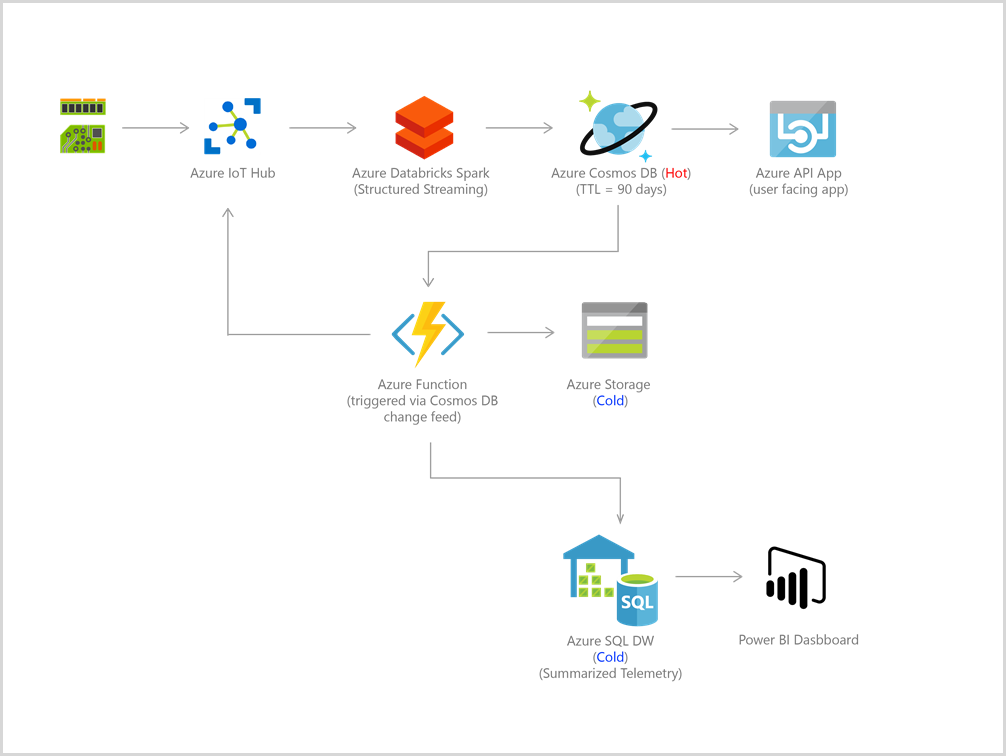 Azure IoT Hub
Azure Databricks Spark
(Structured Streaming)
Azure Cosmos DB (Hot)
(TTL = 90 days)
Azure API App
(user facing app)
Azure Function
(triggered via Cosmos DB
change feed)
Azure Storage
(Cold)
SQL
Azure SQL DW
(Cold)
(Summarized Telemetry)
Power BI Dasbboard